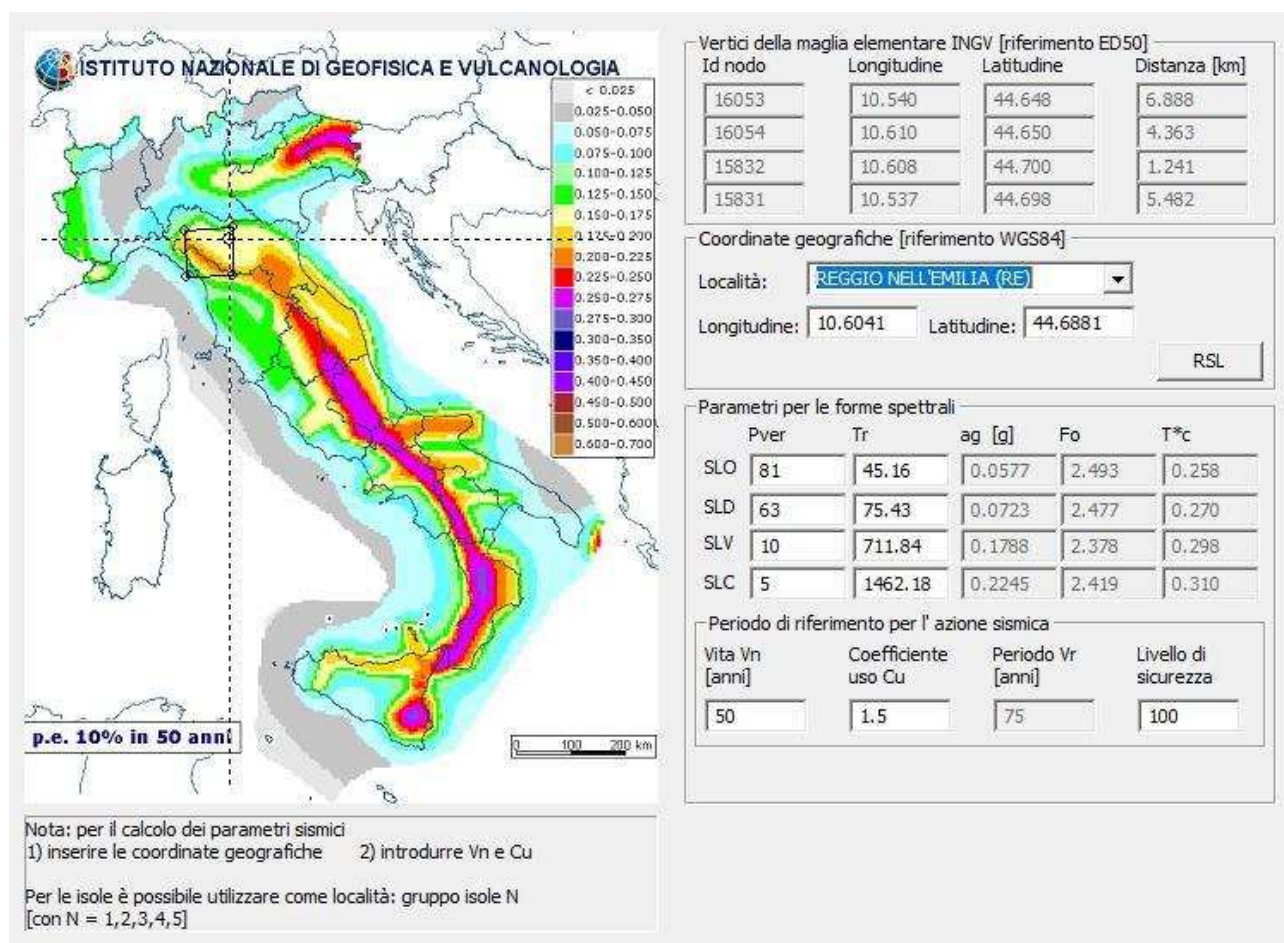 ISTITUTO NAZIONALE DI GEOFISICA E VULCANOLOGIA
< 0.025
0.025-0.050
0.050-0.075
0.075-0.100
0.100-0.125
0.125-0.150
0.150-0.175
0.175-0.200
0.200-0.225
0.225-0.250
0.250-0.275
0.275-0.300
0.300-0.350
0.350-0.400
0.400-0.450
0.450-0.500
0.500-0.600
0.600-0.700
p.e. 10% in 50 anni
0 100 200 km
Nota: per il calcolo dei parametri sismici
1) inserire le coordinate geografiche 2) introdurre Vn e Cu
Per le isole è possibile utilizzare come località: gruppo isole N
[con N = 1,2,3,4,5]
Vertici della maglia elementare INGV [riferimento ED50]
Id nodo Longitudine Latitudine Distanza [km]
16053 10.540 44.648 6.888
16054 10.610 44.650 4.363
15832 10.608 44.700 1.241
15831 10.537 44.698 5.482
Coordinate geografiche [riferimento WGS84]
Località: REGGIO NELL'EMILIA (RE)
Longitudine: 10.6041 Latitudine: 44.6881
RSL
Parametri per le forme spettrali
Pver Tr ag [g] Fo T*c
SLO 81 45.16 0.0577 2.493 0.258
SLD 63 75.43 0.0723 2.477 0.270
SLV 10 711.84 0.1788 2.378 0.298
SLC 5 1462.18 0.2245 2.419 0.310
Periodo di riferimento per l' azione sismica
Vita Vn Coefficiente Periodo Vr Livello di
[anni] uso Cu [anni] sicurezza
50 1.5 75 100